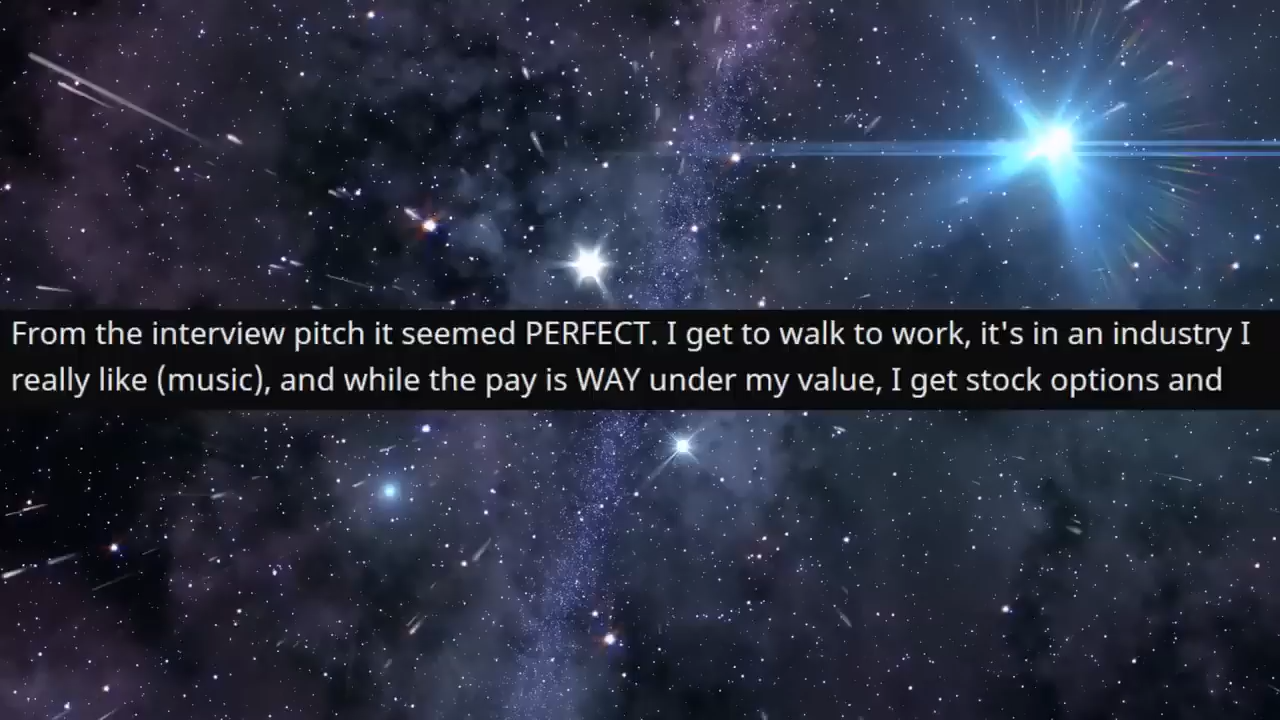 From the interview pitch it seemed PERFECT. I get to walk to work, it's in an industry I
really like (music), and while the pay is WAY under my value, I get stock options and